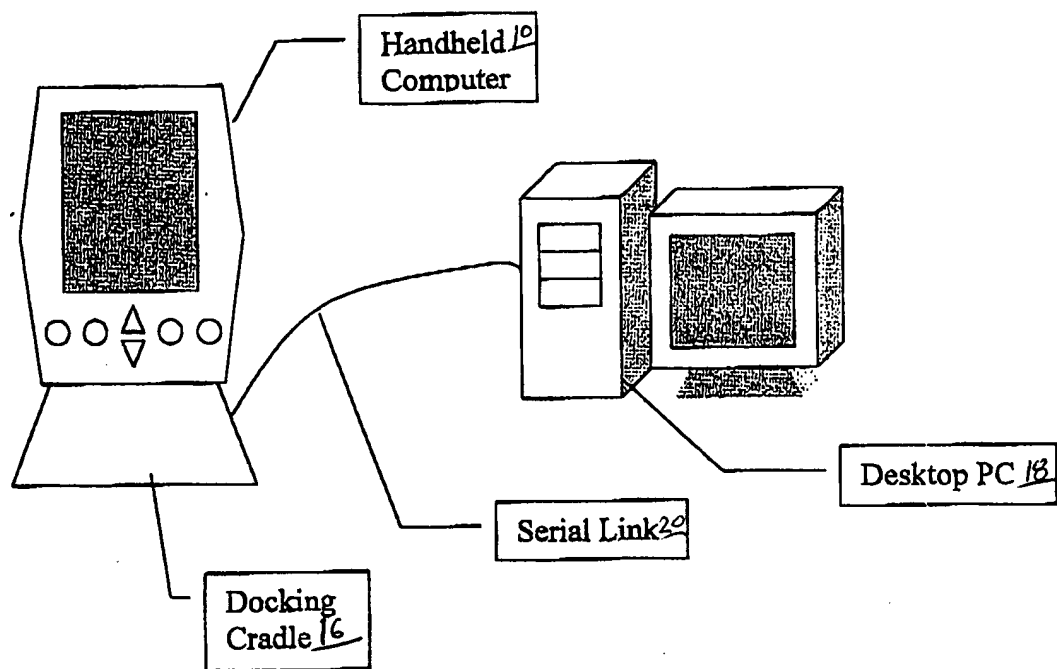 Handheld 10
Computer
Desktop PC 18
Serial Link 20
Docking
Cradle 16